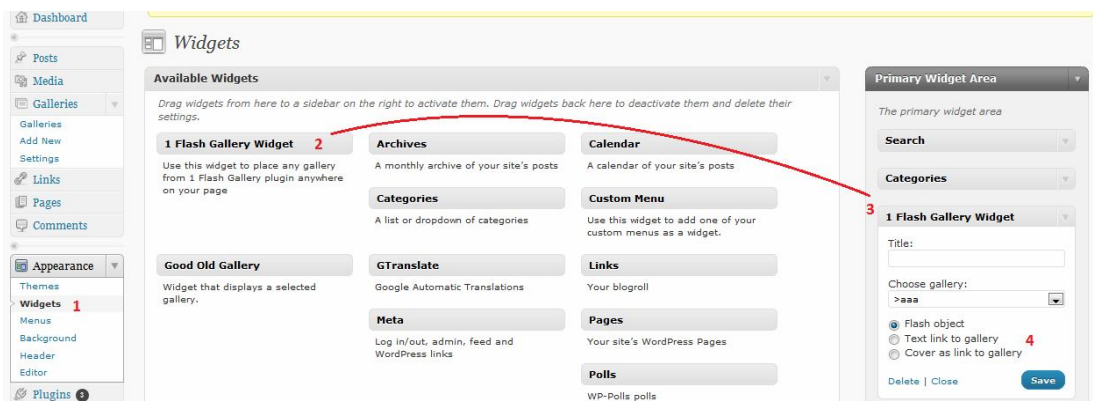 Dashboard
Posts
Media
Galleries
Galleries
Add New
Settings
Links
Pages
Comments
Appearance
Themes
Widgets 1
Menus
Background
Header
Editor
Plugins 3
Widgets
Available Widgets
Drag widgets from here to a sidebar on the right to activate them. Drag widgets back here to deactivate them and delete their
settings.
1 Flash Gallery Widget 2
Use this widget to place any gallery
from 1 Flash Gallery plugin anywhere
on your page
Archives
A monthly archive of your site's posts
Calendar
A calendar of your site's posts
Categories
A list or dropdown of categories
Custom Menu
Use this widget to add one of your
custom menus as a widget.
Good Old Gallery
Widget that displays a selected
gallery.
GTranslate
Google Automatic Translations
Links
Your blogroll
Meta
Log in/out, admin, feed and
WordPress links
Pages
Your site's WordPress Pages
Polls
WP-Polls polls
Primary Widget Area
The primary widget area
Search
Categories
3
1 Flash Gallery Widget
Title:
Choose gallery:
>aaa
Flash object
Text link to gallery 4
Cover as link to gallery
Delete | Close
Save